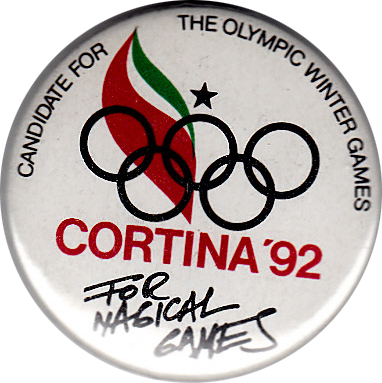 CANDIDATE FOR
THE OLYMPIC WINTER GAMES
CORTINA '92
FOR
MAGICAL
GAMES